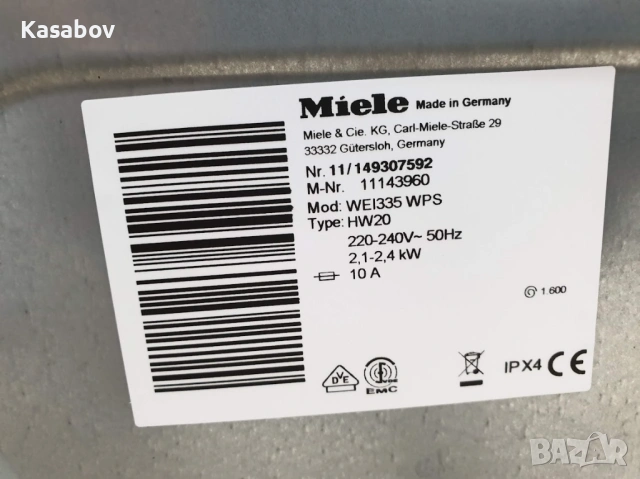 Kasabov
Miele Made in Germany
Miele & Cie. KG, Carl-Miele-Straße 29
33332 Gütersloh, Germany
Nr. 11/149307592
M-Nr. 11143960
Mod: WEI335 WPS
Type: HW20
220-240V~ 50Hz
2,1-2,4 kW
10 A
1 600
DVE
EMC
IPX4 CE
BAZAR